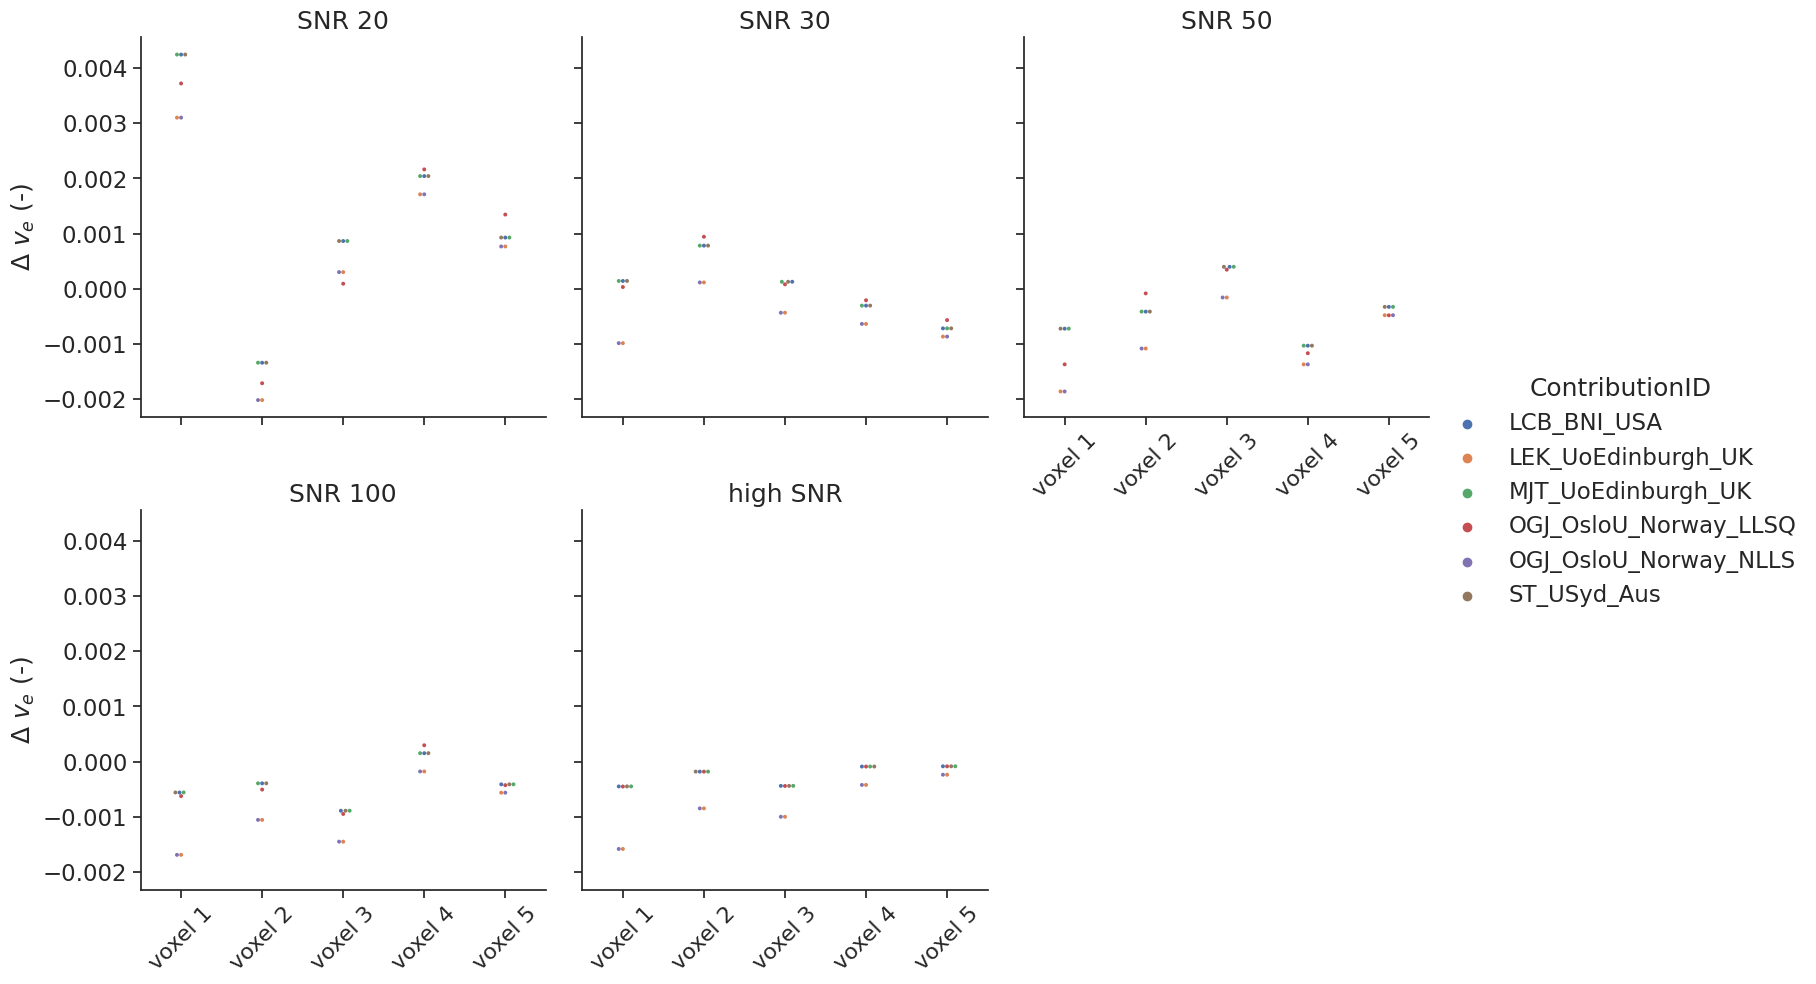 SNR 20
SNR 30
SNR 50
Δ vₑ (-)
0.004
0.003
0.002
0.001
0.000
−0.001
−0.002
voxel 1
voxel 2
voxel 3
voxel 4
voxel 5
SNR 100
high SNR
Δ vₑ (-)
0.004
0.003
0.002
0.001
0.000
−0.001
−0.002
voxel 1
voxel 2
voxel 3
voxel 4
voxel 5
voxel 1
voxel 2
voxel 3
voxel 4
voxel 5
ContributionID
LCB_BNI_USA
LEK_UoEdinburgh_UK
MJT_UoEdinburgh_UK
OGJ_OsloU_Norway_LLSQ
OGJ_OsloU_Norway_NLLS
ST_USyd_Aus